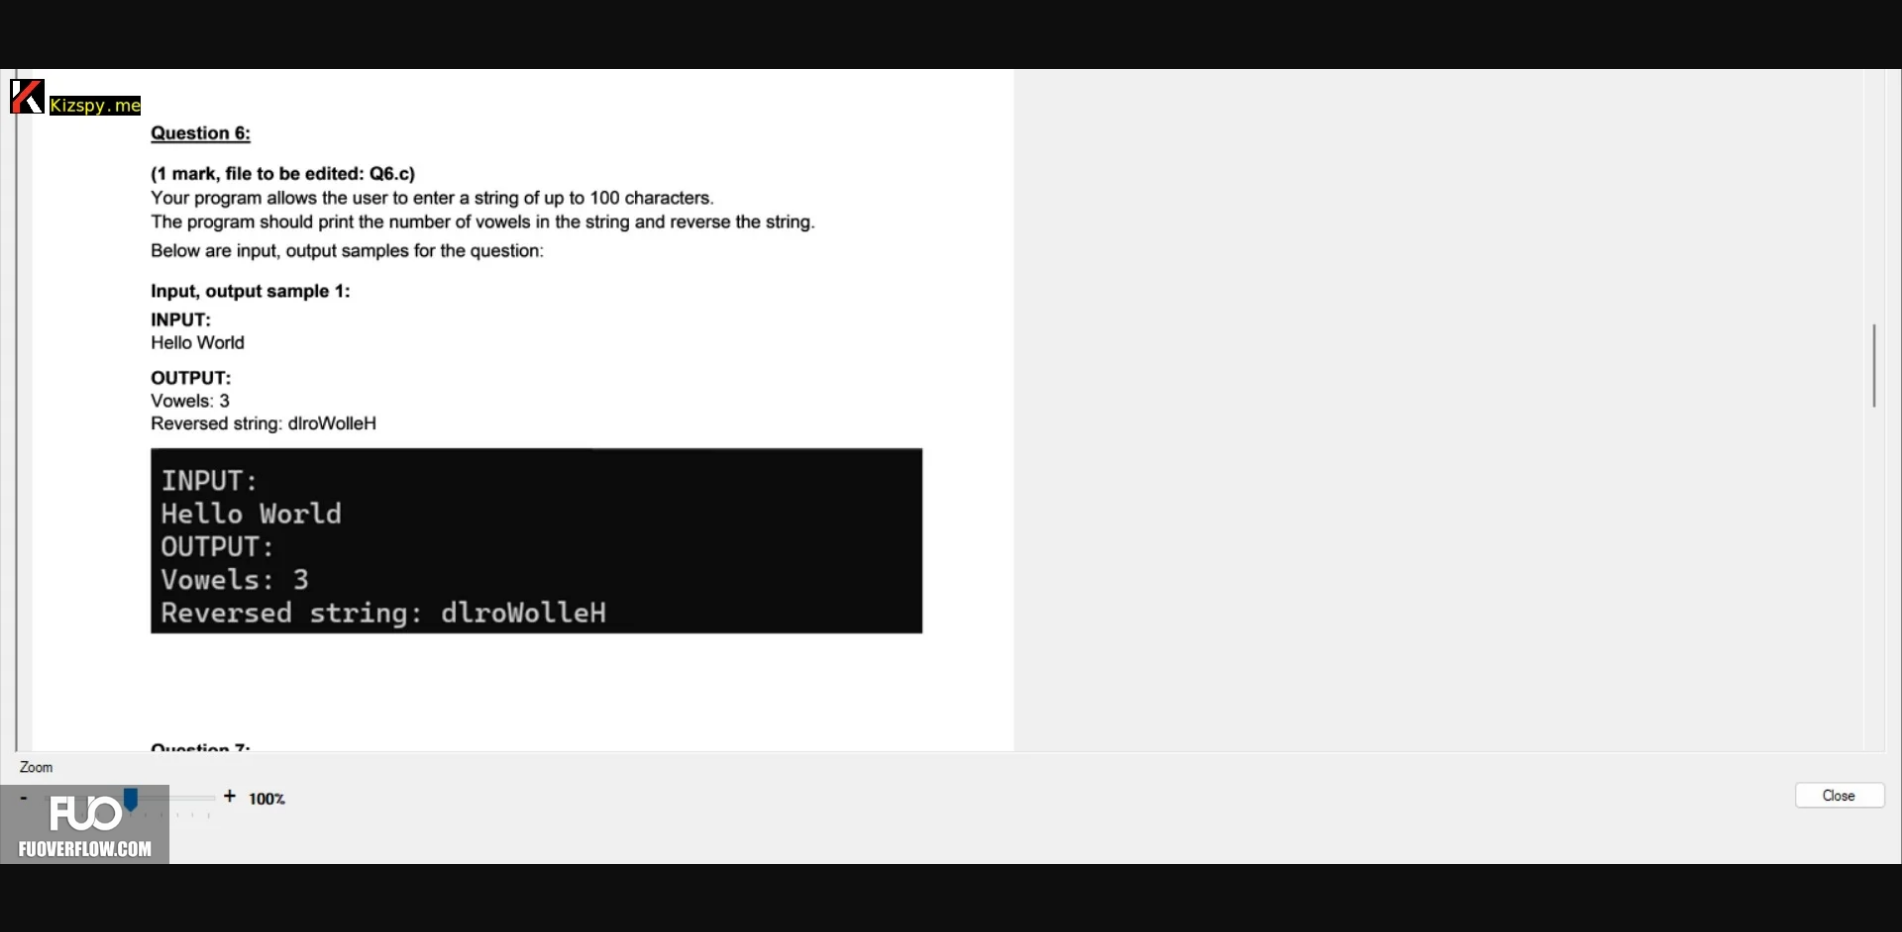 Kizspy.me
Question 6:
(1 mark, file to be edited: Q6.c)
Your program allows the user to enter a string of up to 100 characters.
The program should print the number of vowels in the string and reverse the string.
Below are input, output samples for the question:
Input, output sample 1:
INPUT:
Hello World
OUTPUT:
Vowels: 3
Reversed string: dlroWolleH
INPUT:
Hello World
OUTPUT:
Vowels: 3
Reversed string: dlroWolleH
Question 7:
Zoom
- + 100%
Close
FUO
FUOVERFLOW.COM